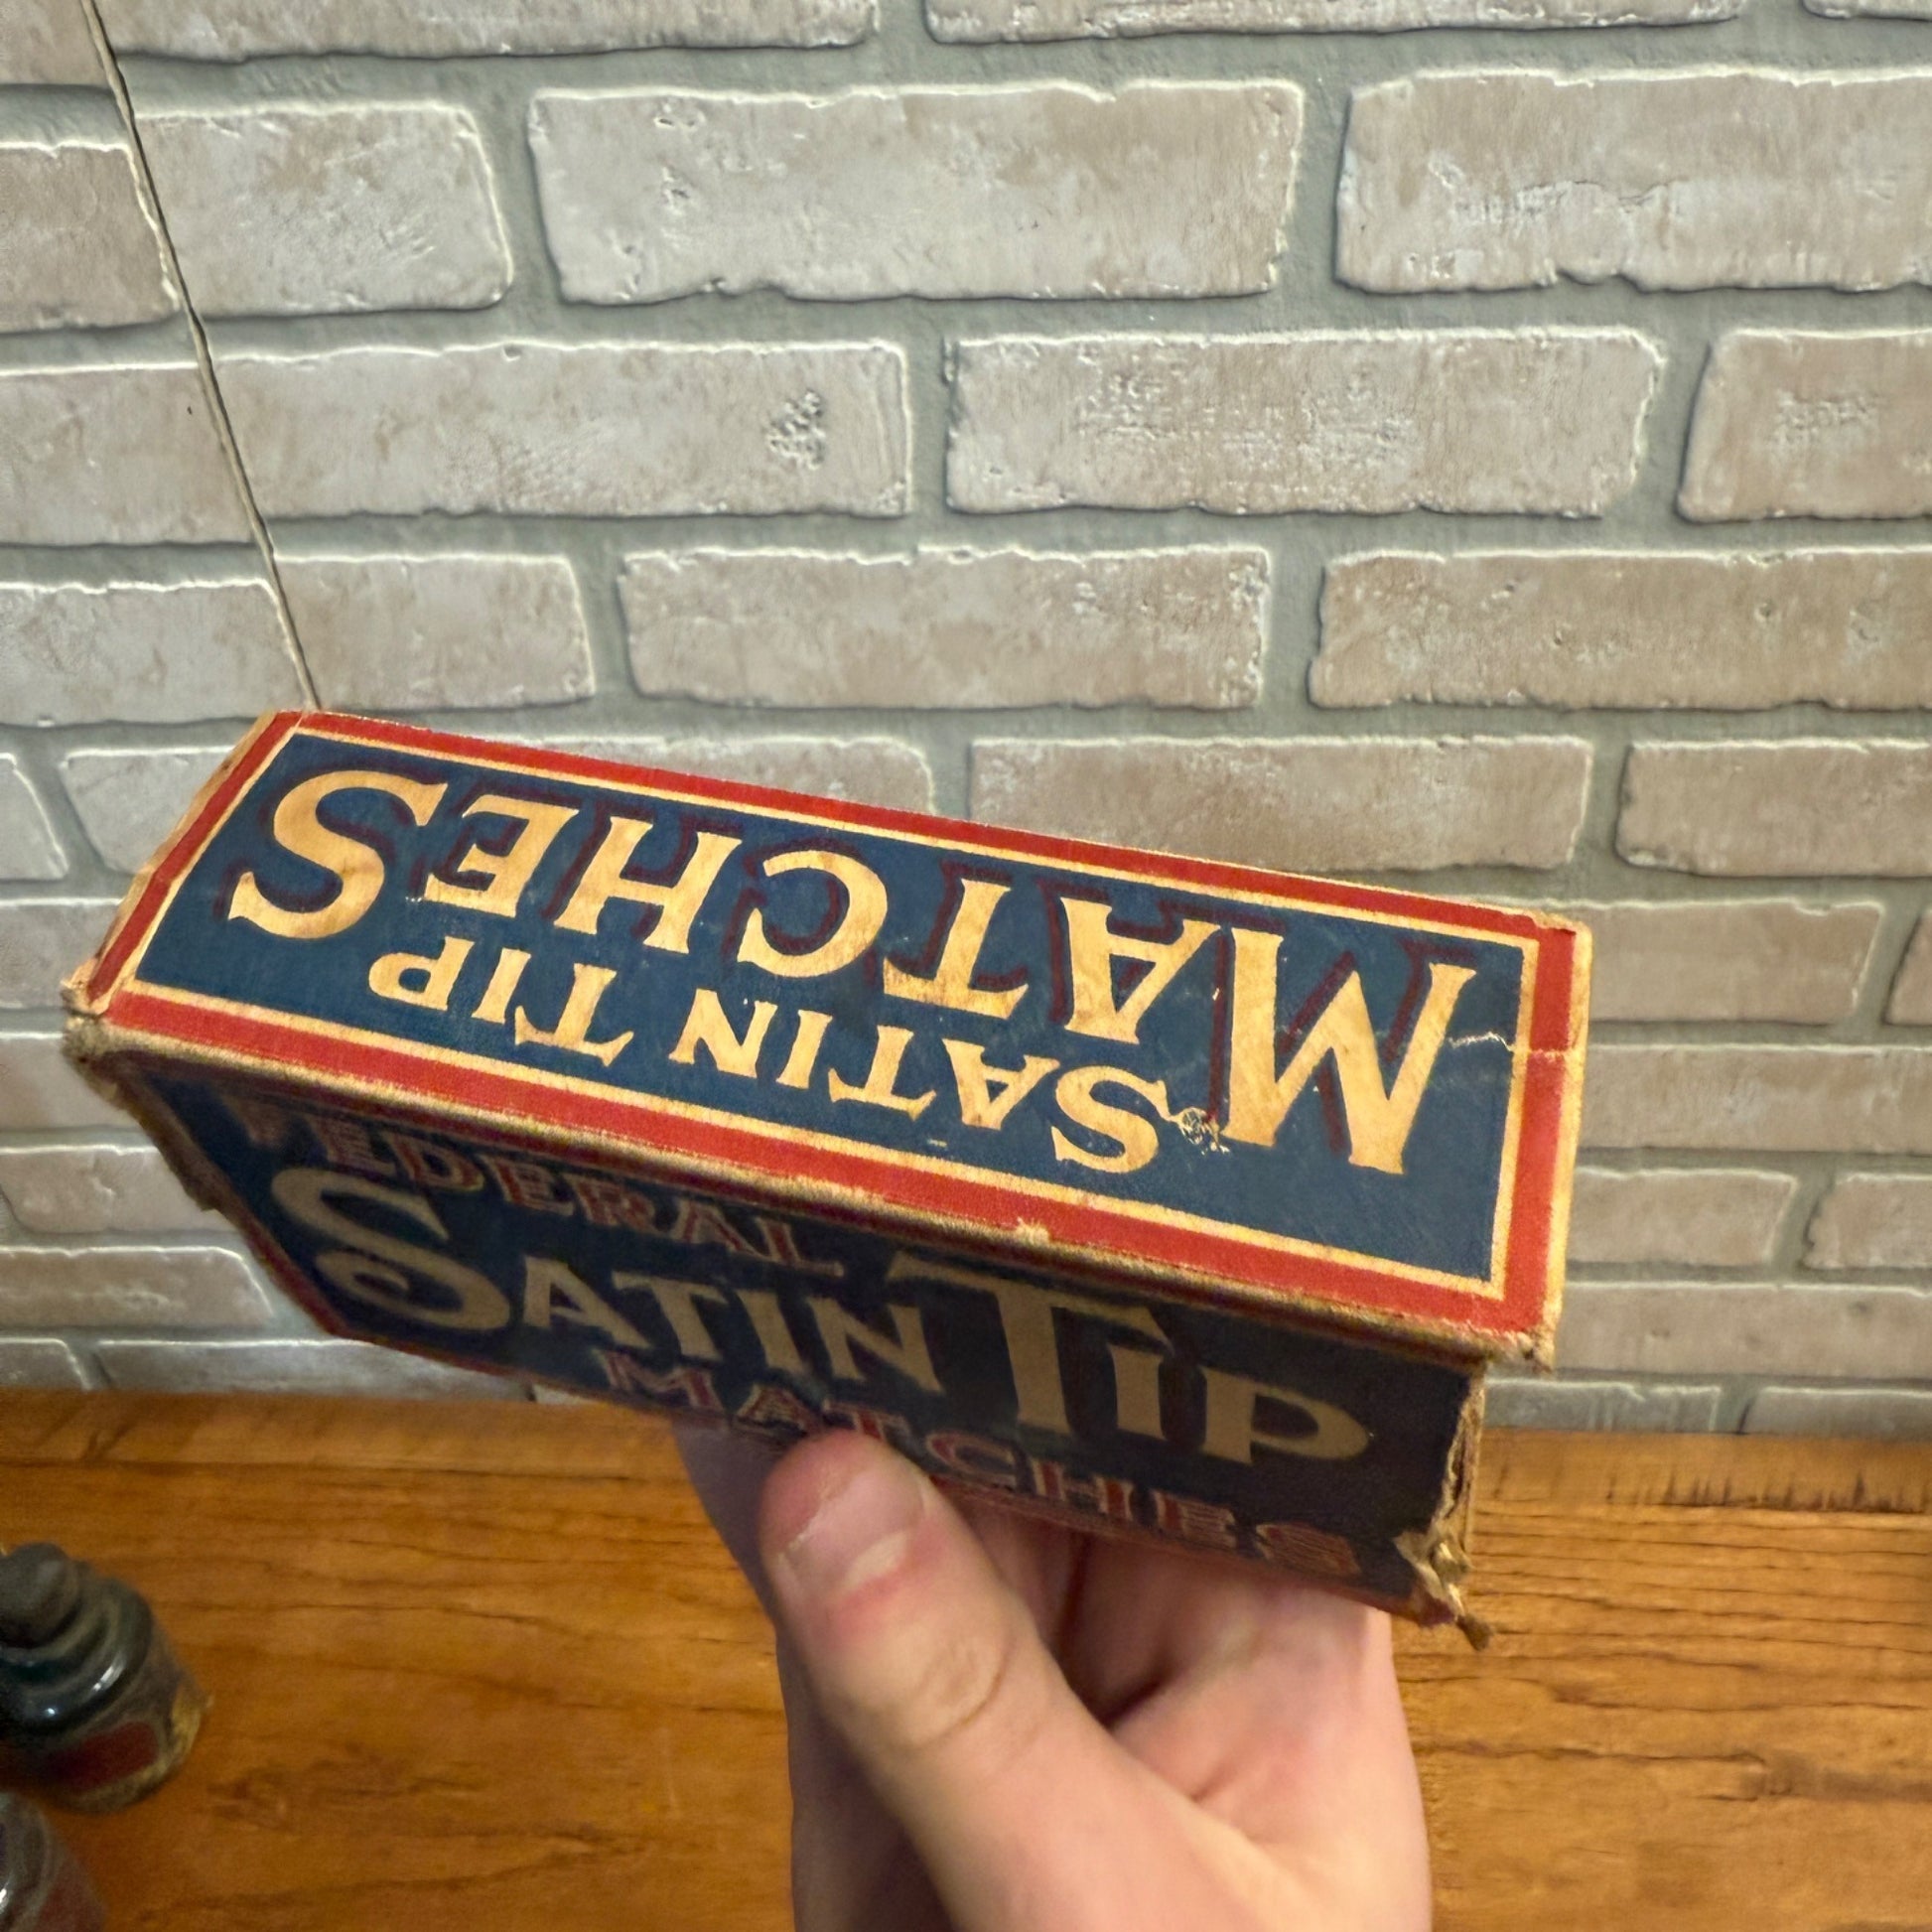 SATIN TIP
MATCHES
FEDERAL
SATIN TIP
MATCHES